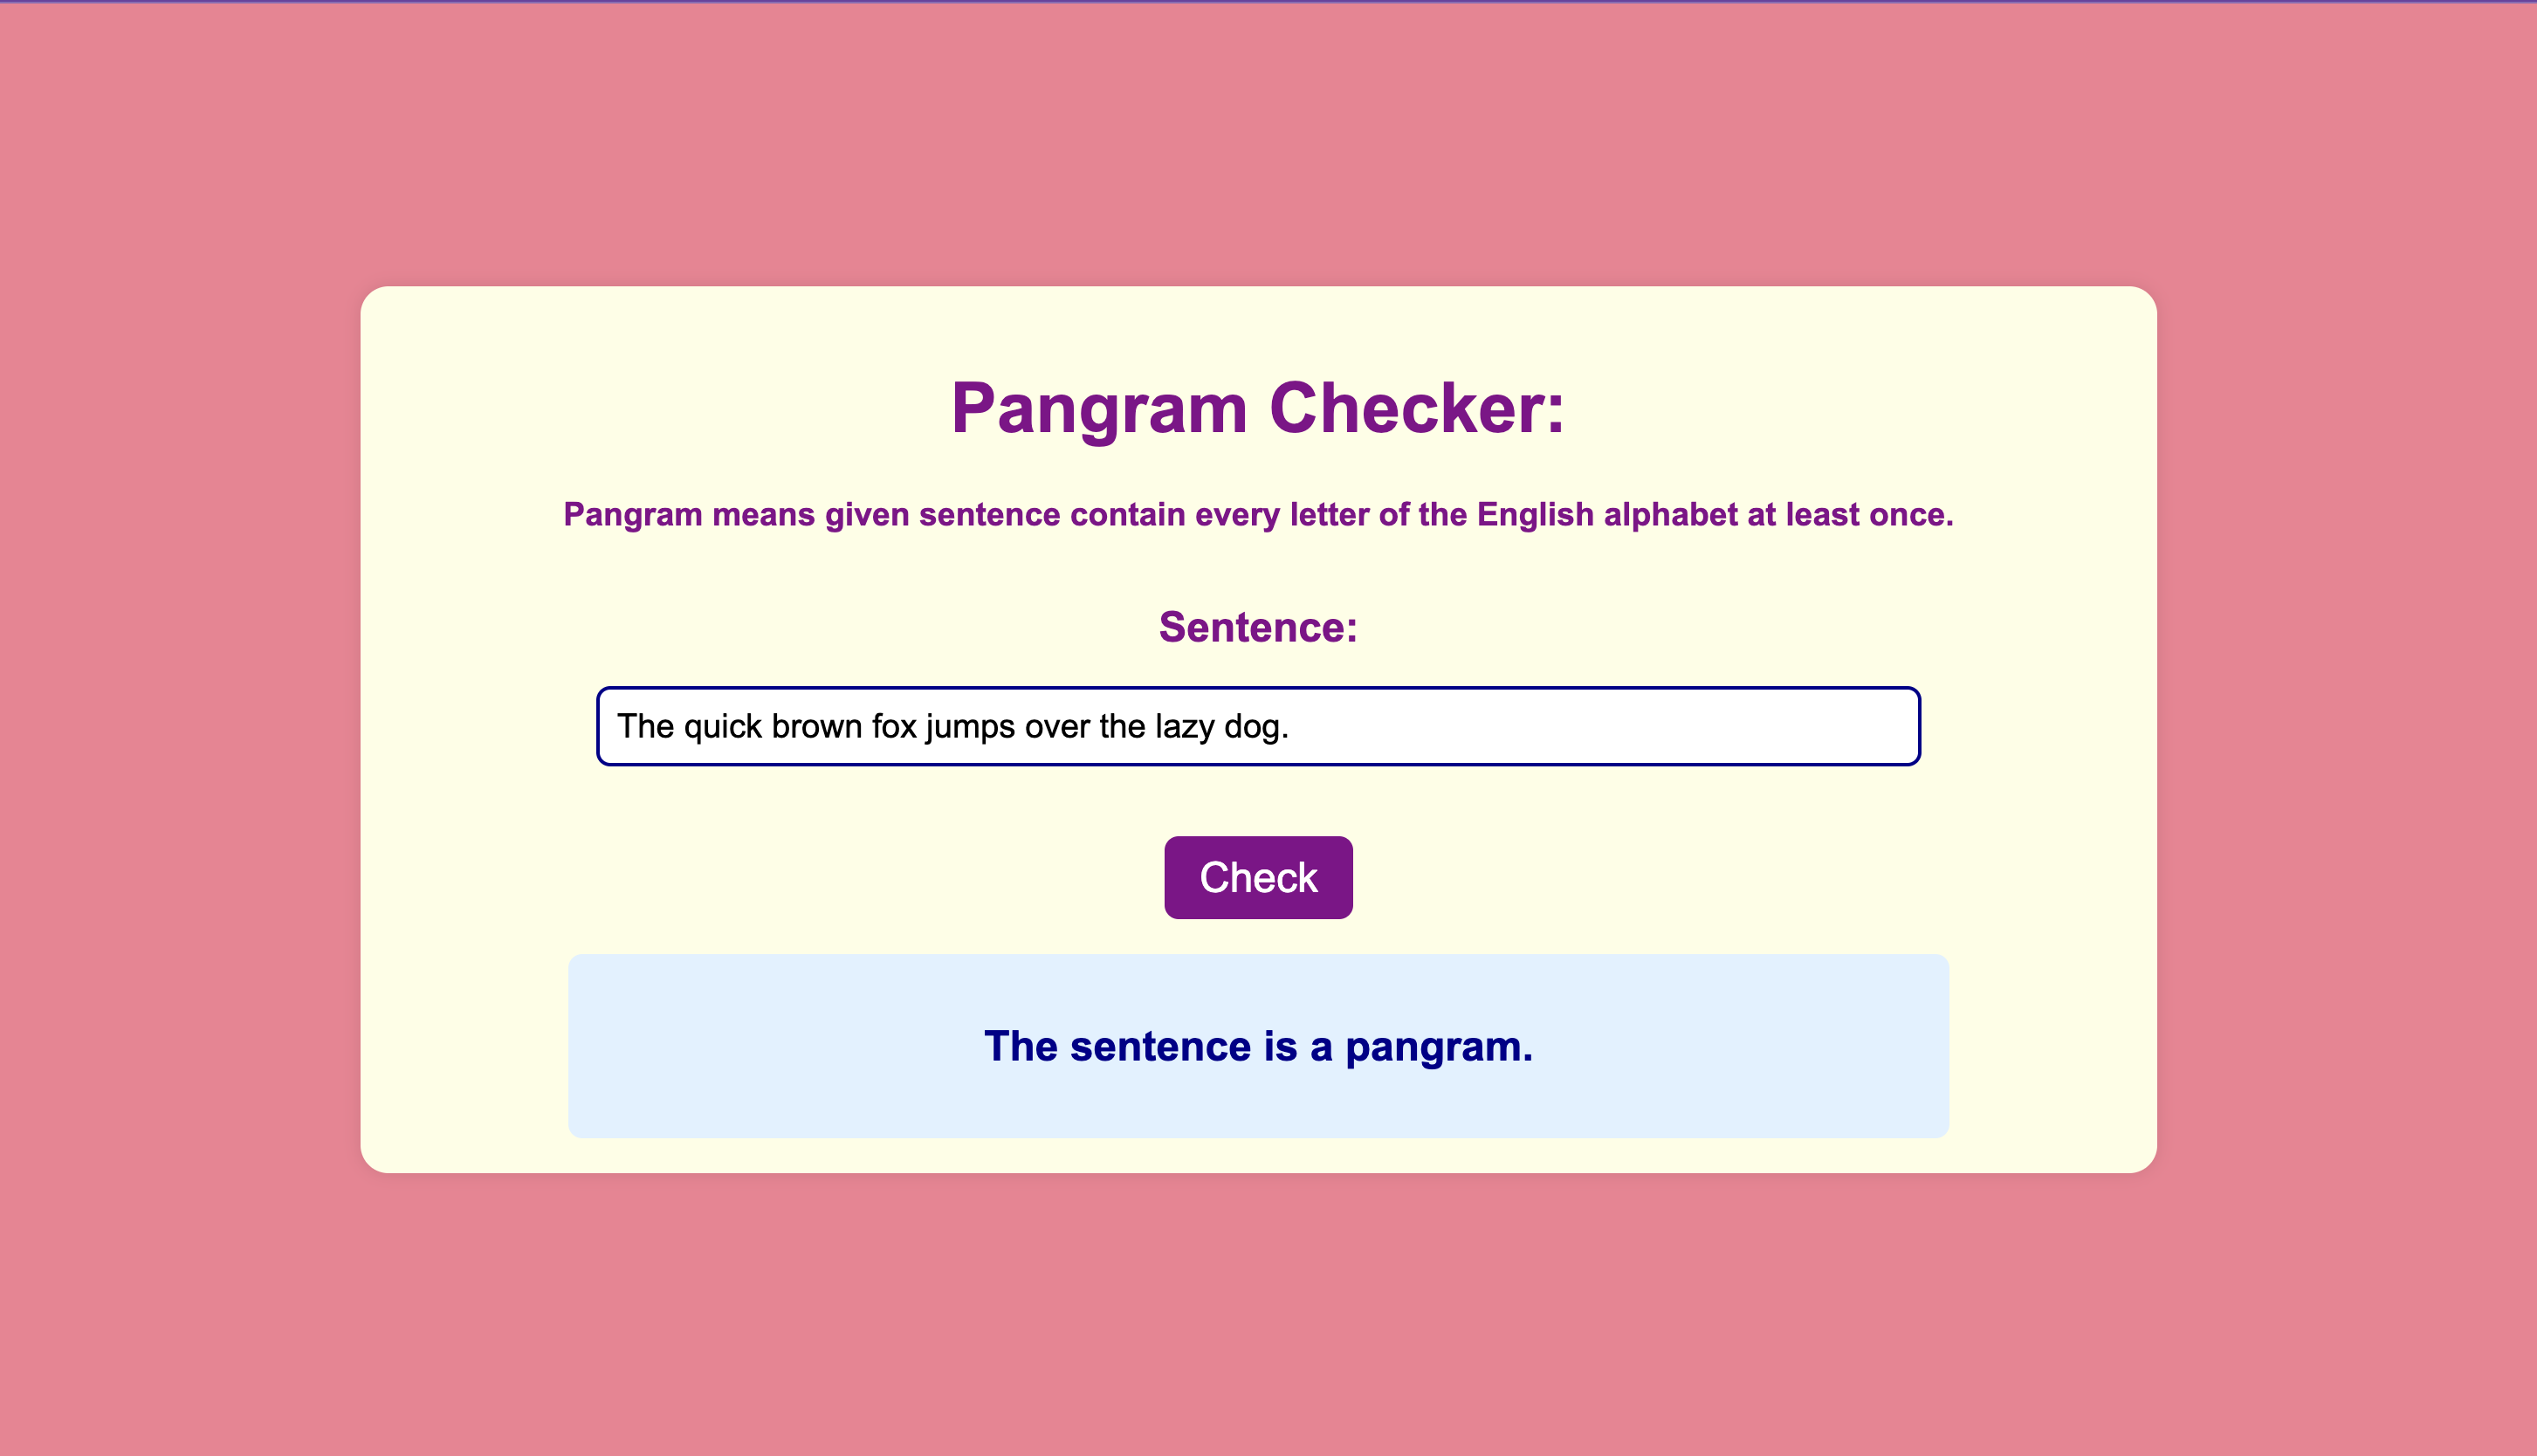 Pangram Checker:
Pangram means given sentence contain every letter of the English alphabet at least once.
Sentence:
The quick brown fox jumps over the lazy dog.
Check
The sentence is a pangram.